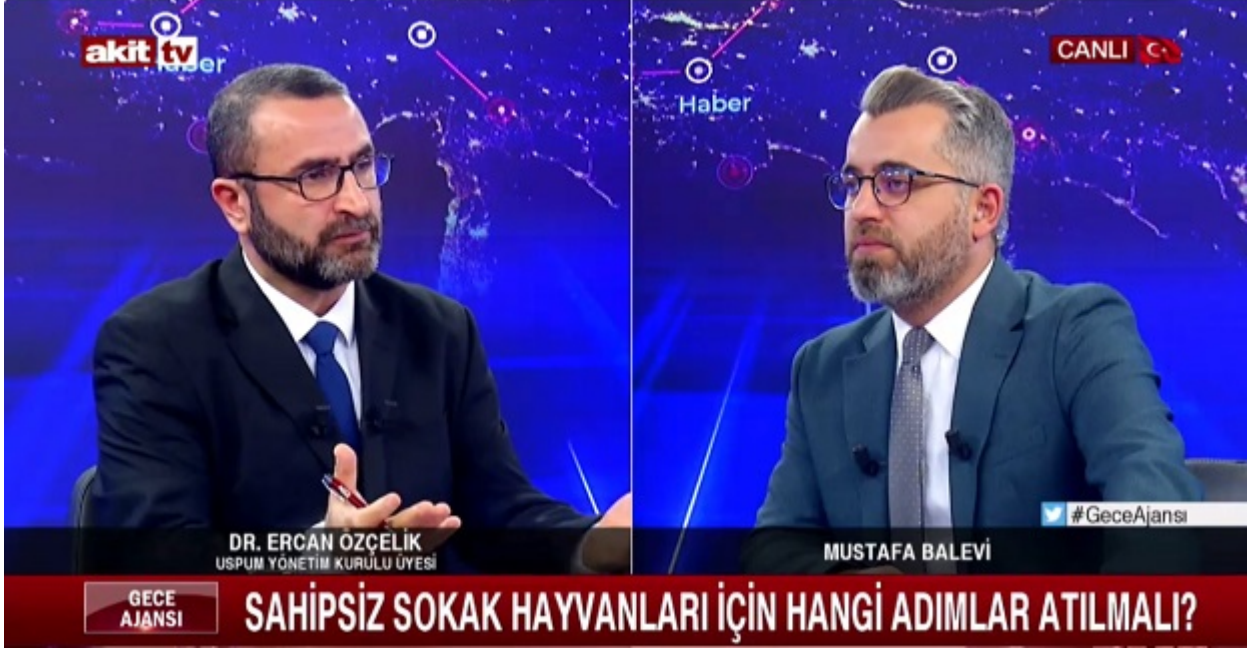 akit tv
Haber
CANLI
Haber
#GeceAjansı
DR. ERCAN ÖZÇELİK
USPUM YÖNETİM KURULU ÜYESİ
MUSTAFA BALEVİ
GECE
AJANSI
SAHİPSİZ SOKAK HAYVANLARI İÇİN HANGİ ADIMLAR ATILMALI?